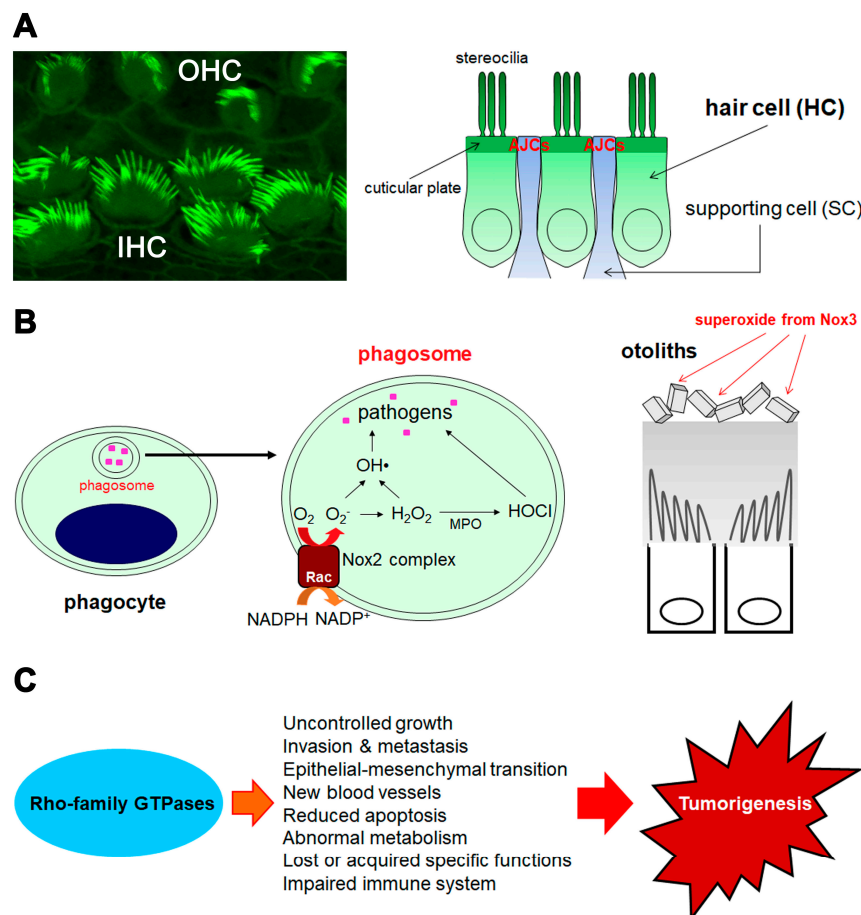 A
OHC
IHC
stereocilia
AJCs
AJCs
cuticular plate
hair cell (HC)
supporting cell (SC)
B
phagosome
phagocyte
phagosome
pathogens
OH•
O₂ O₂⁻ H₂O₂ MPO HOCl
Nox2 complex
Rac
NADPH NADP⁺
superoxide from Nox3
otoliths
C
Rho-family GTPases
Uncontrolled growth
Invasion & metastasis
Epithelial-mesenchymal transition
New blood vessels
Reduced apoptosis
Abnormal metabolism
Lost or acquired specific functions
Impaired immune system
Tumorigenesis